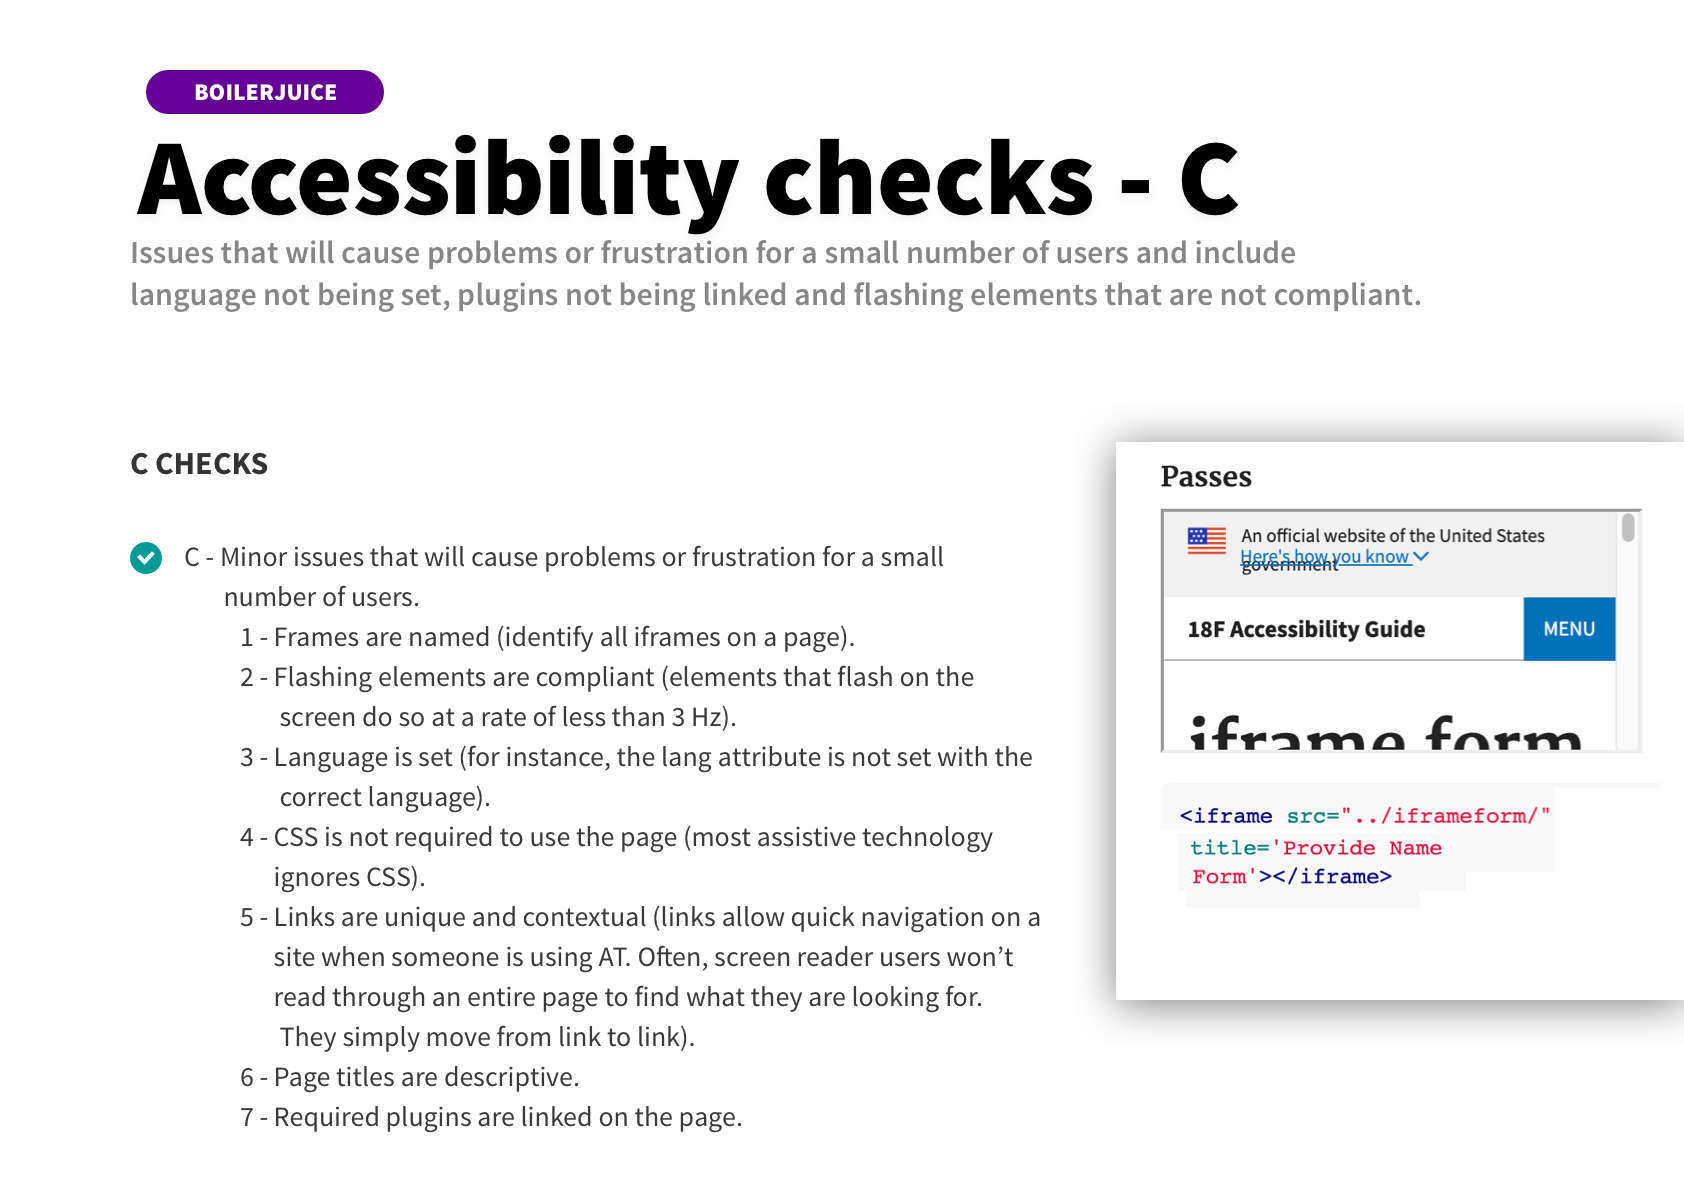 BOILERJUICE
Accessibility checks - C
Issues that will cause problems or frustration for a small number of users and include
language not being set, plugins not being linked and flashing elements that are not compliant.
C CHECKS
C - Minor issues that will cause problems or frustration for a small
number of users.
1 - Frames are named (identify all iframes on a page).
2 - Flashing elements are compliant (elements that flash on the
screen do so at a rate of less than 3 Hz).
3 - Language is set (for instance, the lang attribute is not set with the
correct language).
4 - CSS is not required to use the page (most assistive technology
ignores CSS).
5 - Links are unique and contextual (links allow quick navigation on a
site when someone is using AT. Often, screen reader users won’t
read through an entire page to find what they are looking for.
They simply move from link to link).
6 - Page titles are descriptive.
7 - Required plugins are linked on the page.
Passes
An official website of the United States
Here's how you know
government
18F Accessibility Guide
MENU
iframe form
<iframe src="../iframeform/"
title='Provide Name
Form'></iframe>